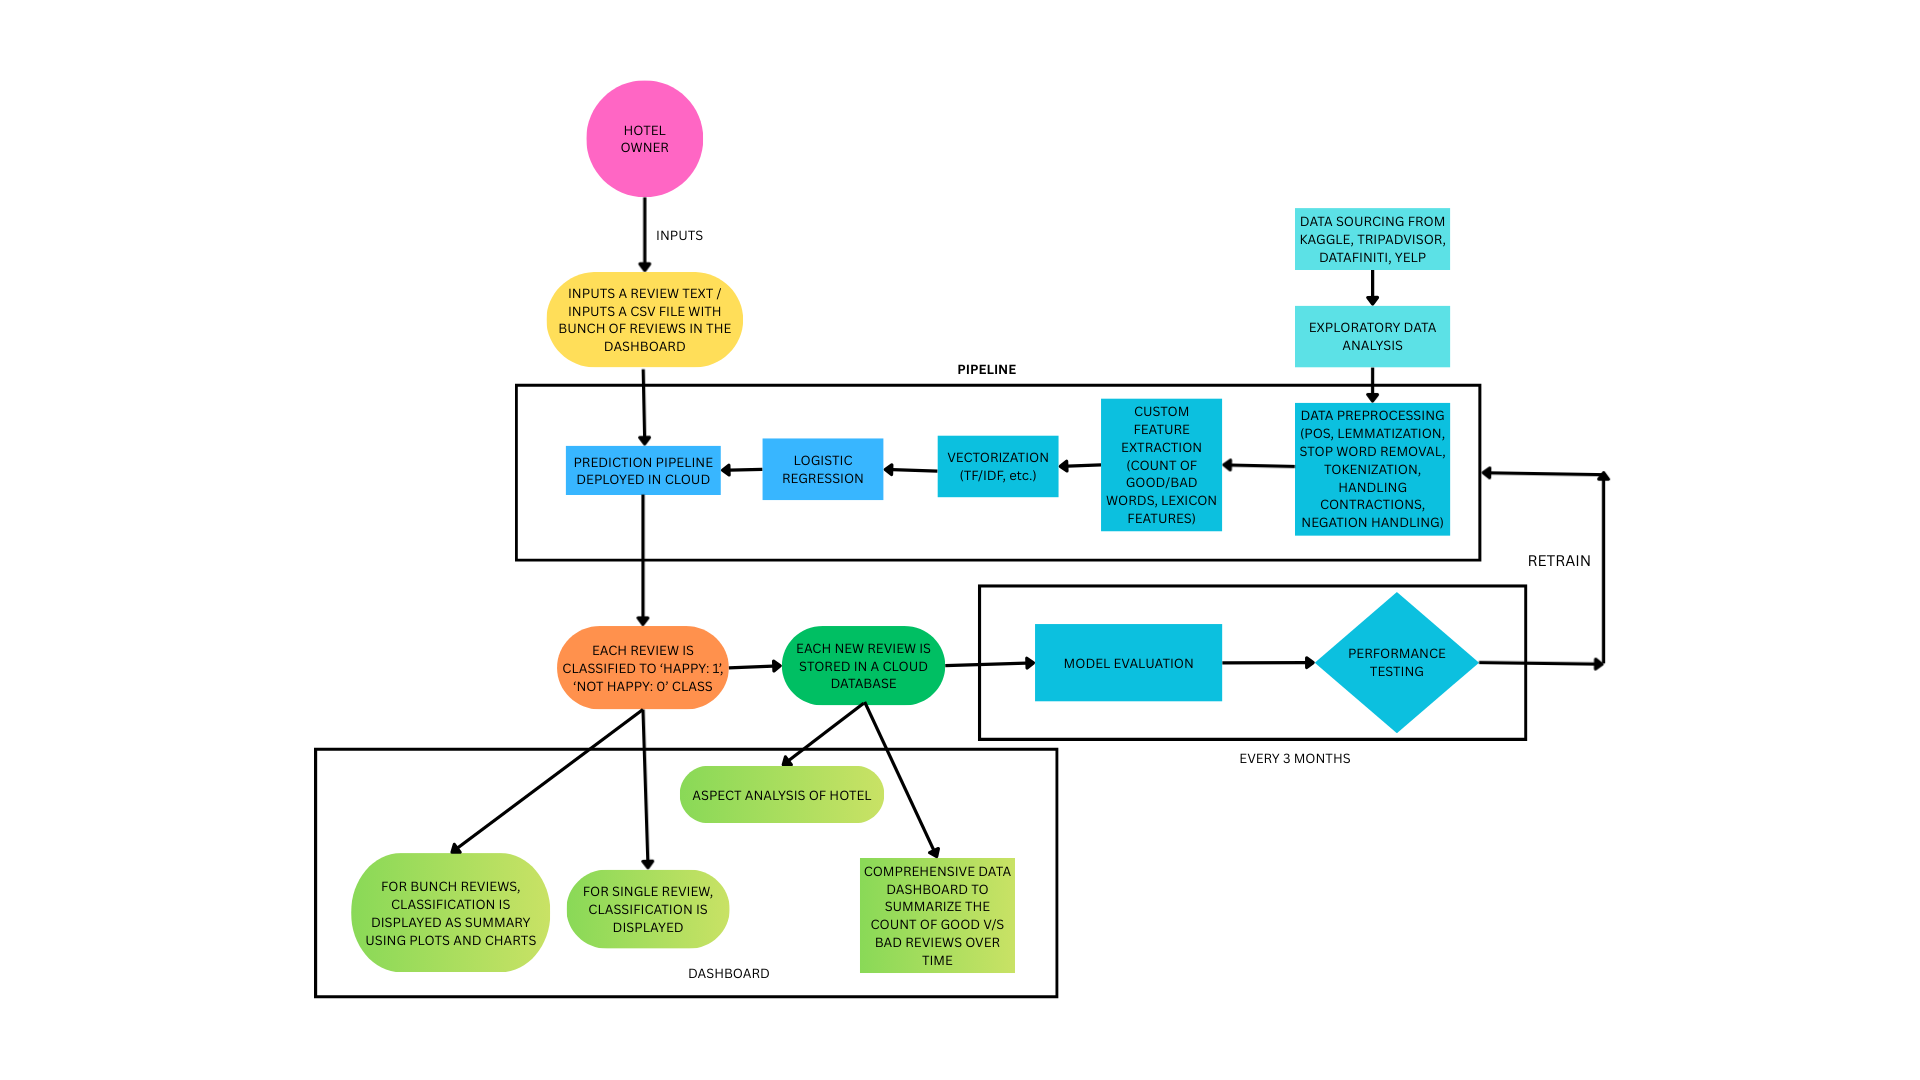 HOTEL
OWNER
INPUTS
INPUTS A REVIEW TEXT /
INPUTS A CSV FILE WITH
BUNCH OF REVIEWS IN THE
DASHBOARD
DATA SOURCING FROM
KAGGLE, TRIPADVISOR,
DATAFINITI, YELP
EXPLORATORY DATA
ANALYSIS
PIPELINE
DATA PREPROCESSING
(POS, LEMMATIZATION,
STOP WORD REMOVAL,
TOKENIZATION,
HANDLING
CONTRACTIONS,
NEGATION HANDLING)
CUSTOM
FEATURE
EXTRACTION
(COUNT OF
GOOD/BAD
WORDS, LEXICON
FEATURES)
VECTORIZATION
(TF/IDF, etc.)
LOGISTIC
REGRESSION
PREDICTION PIPELINE
DEPLOYED IN CLOUD
RETRAIN
EACH REVIEW IS
CLASSIFIED TO ‘HAPPY: 1’,
‘NOT HAPPY: 0’ CLASS
EACH NEW REVIEW IS
STORED IN A CLOUD
DATABASE
MODEL EVALUATION
PERFORMANCE
TESTING
EVERY 3 MONTHS
ASPECT ANALYSIS OF HOTEL
FOR BUNCH REVIEWS,
CLASSIFICATION IS
DISPLAYED AS SUMMARY
USING PLOTS AND CHARTS
FOR SINGLE REVIEW,
CLASSIFICATION IS
DISPLAYED
COMPREHENSIVE DATA
DASHBOARD TO
SUMMARIZE THE
COUNT OF GOOD V/S
BAD REVIEWS OVER
TIME
DASHBOARD